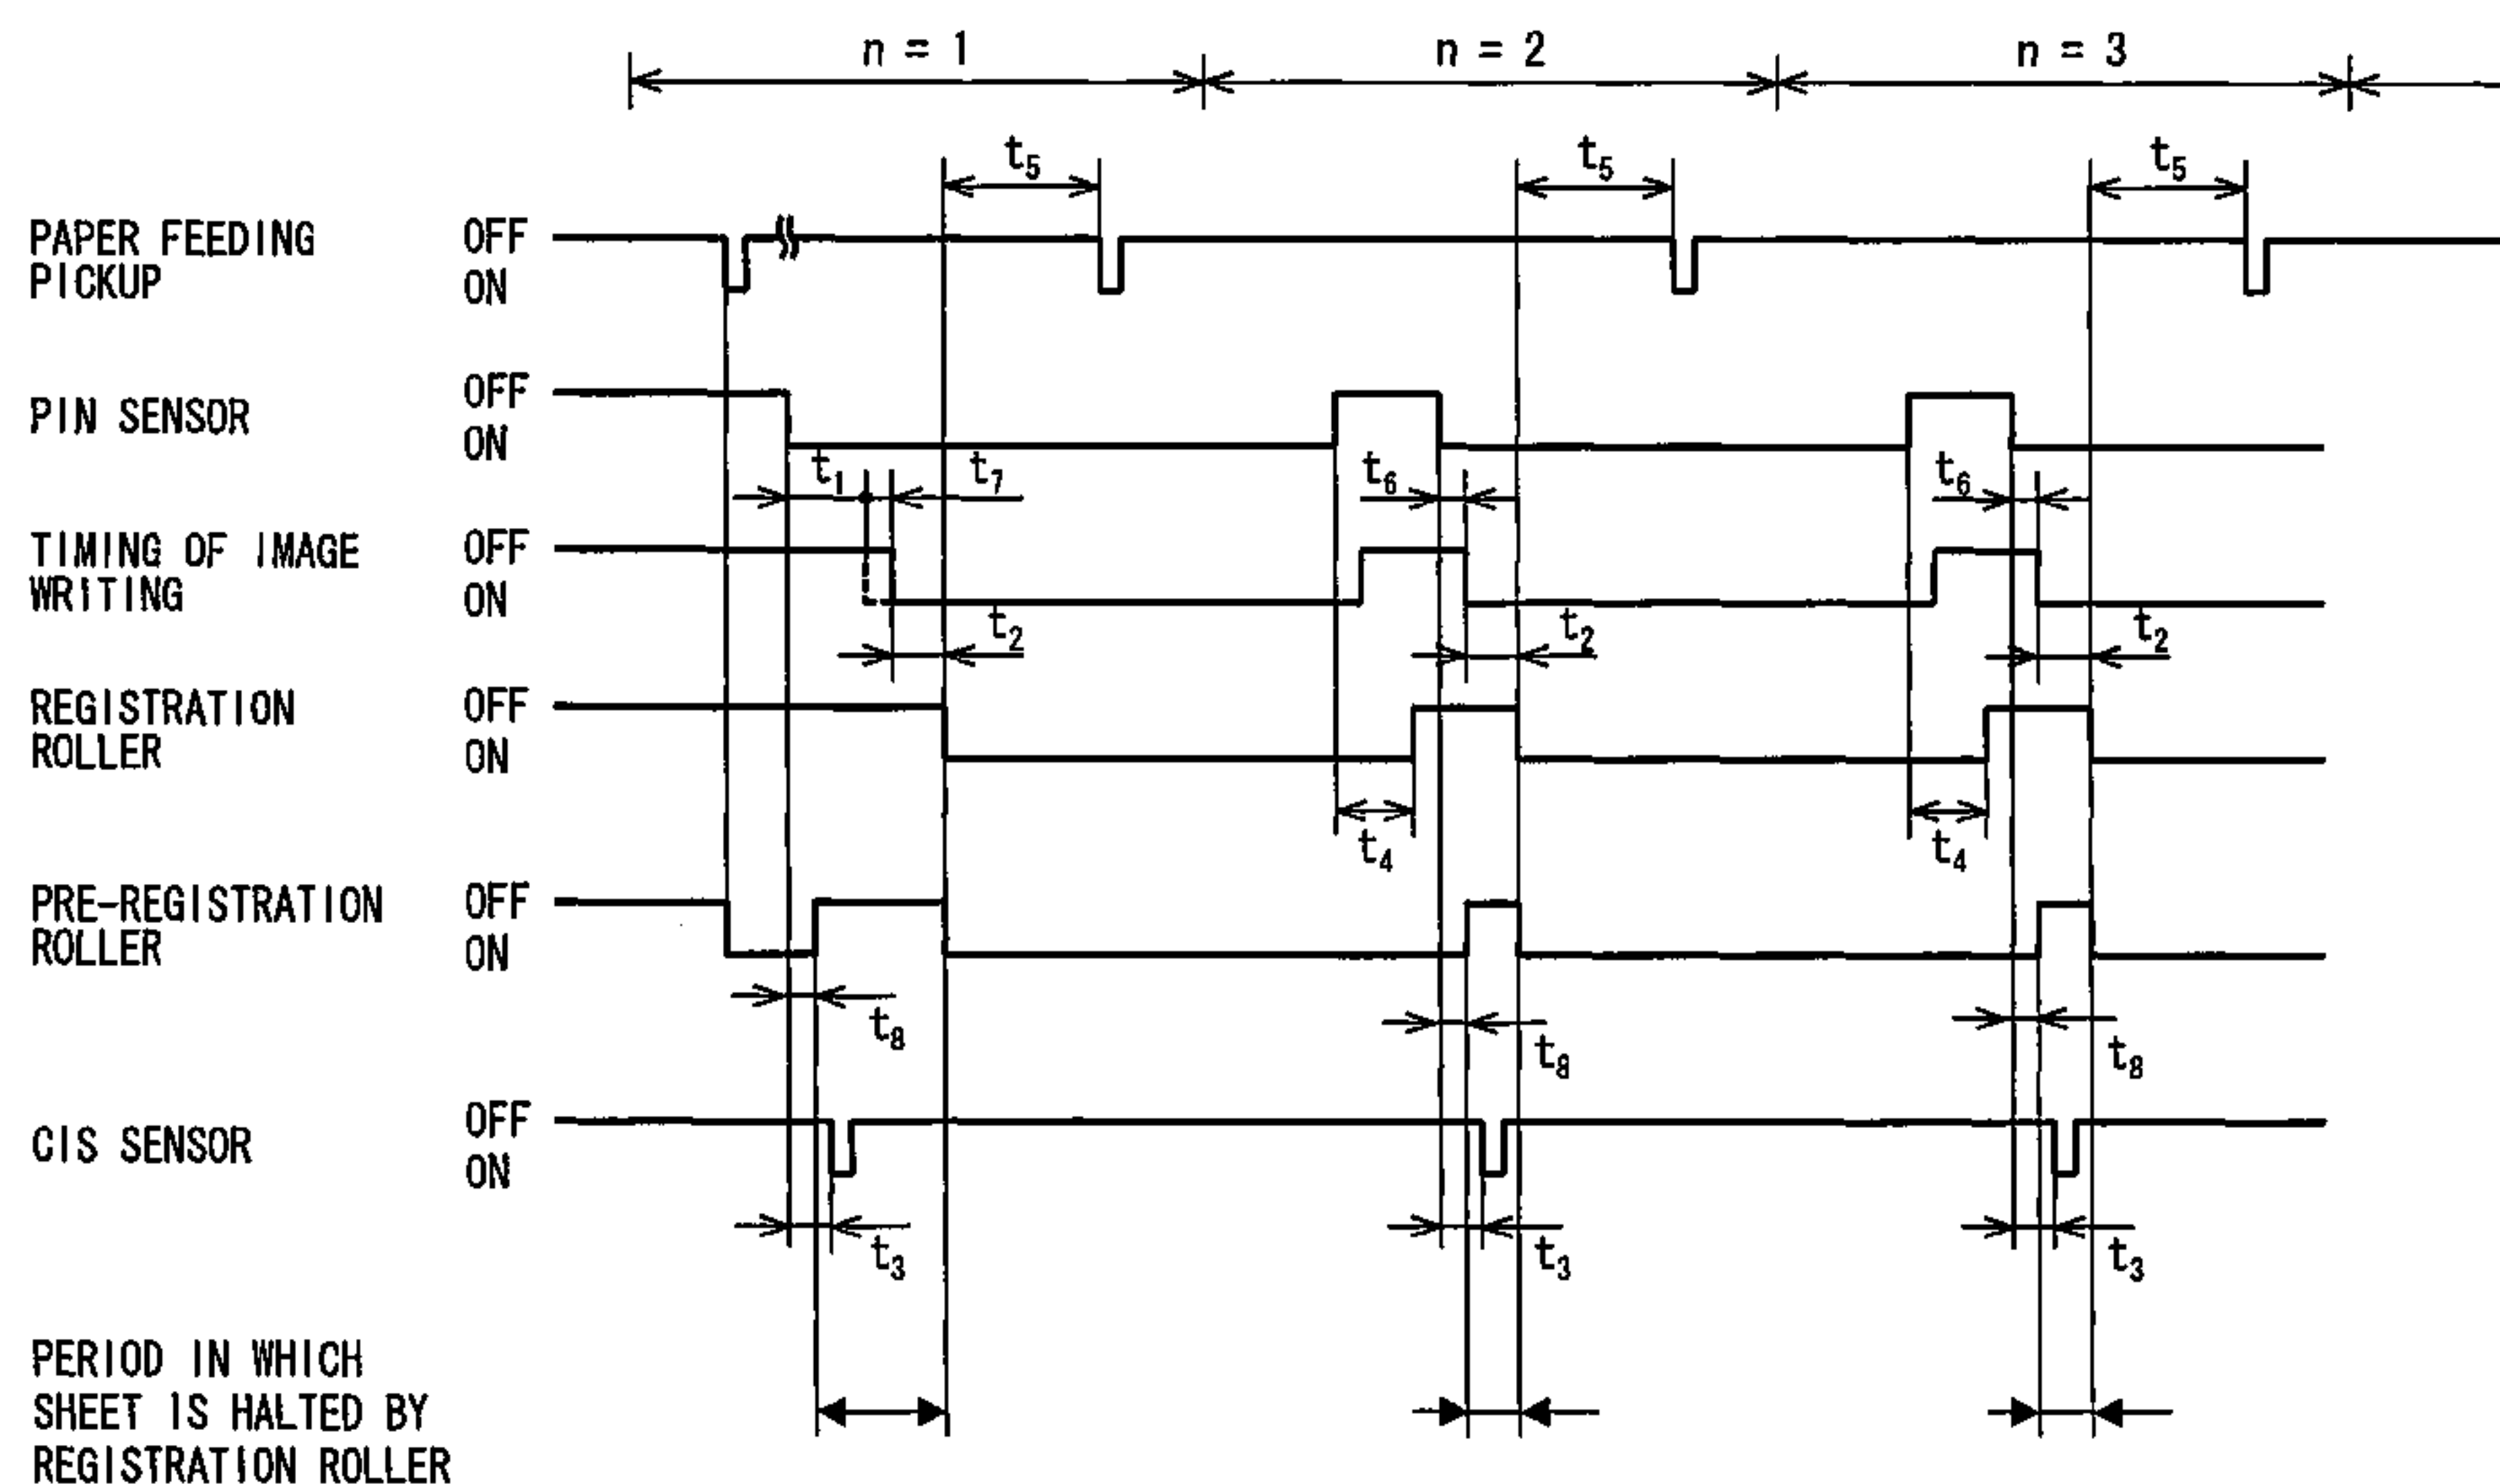 n = 1 n = 2 n = 3
t5 t5 t5
PAPER FEEDING OFF
PICKUP ON
OFF
PIN SENSOR
ON
t1 t7 t6 t6
TIMING OF IMAGE OFF
WRITING ON
t2 t2 t2
REGISTRATION OFF
ROLLER ON
t4 t4
PRE-REGISTRATION OFF
ROLLER ON
t8 t8 t8
OFF
CIS SENSOR
ON
t3 t3 t3
PERIOD IN WHICH
SHEET IS HALTED BY
REGISTRATION ROLLER